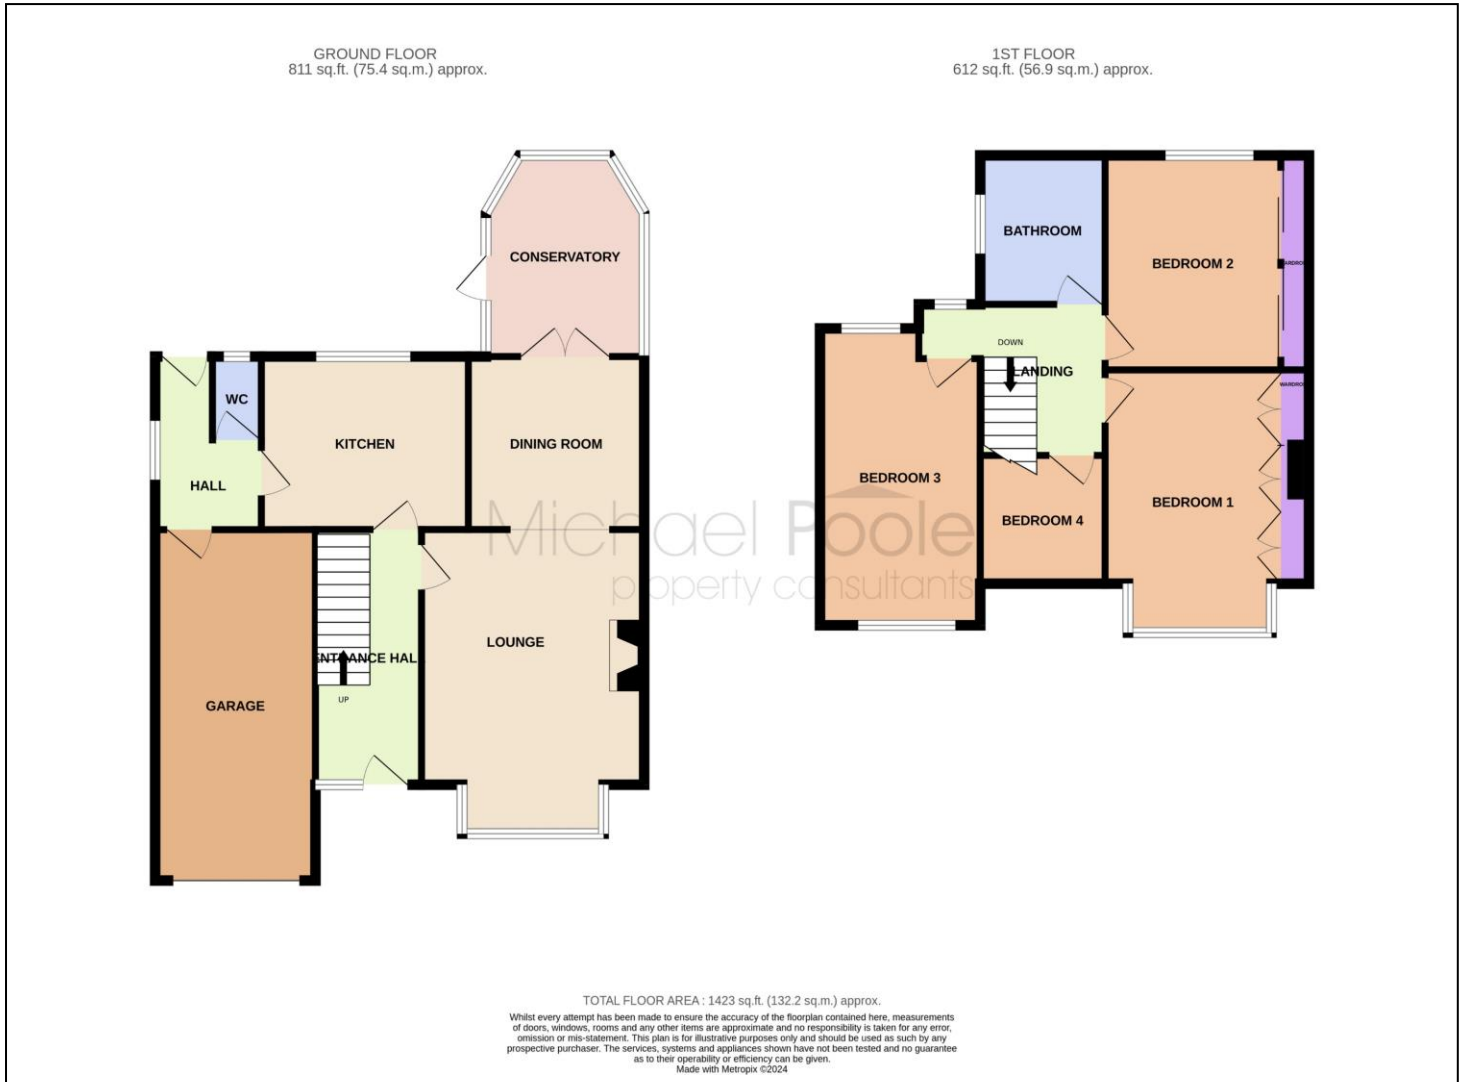 GROUND FLOOR
811 sq.ft. (75.4 sq.m.) approx.
1ST FLOOR
612 sq.ft. (56.9 sq.m.) approx.
CONSERVATORY
WC
KITCHEN
DINING ROOM
HALL
LOUNGE
ENTRANCE HALL
UP
GARAGE
BATHROOM
BEDROOM 2
DOWN
LANDING
BEDROOM 3
BEDROOM 4
BEDROOM 1
Michael Poole
property consultants
TOTAL FLOOR AREA : 1423 sq.ft. (132.2 sq.m.) approx.
Whilst every attempt has been made to ensure the accuracy of the floorplan contained here, measurements
of doors, windows, rooms and any other items are approximate and no responsibility is taken for any error,
omission or mis-statement. This plan is for illustrative purposes only and should be used as such by any
prospective purchaser. The services, systems and appliances shown have not been tested and no guarantee
as to their operability or efficiency can be given.
Made with Metropix ©2024